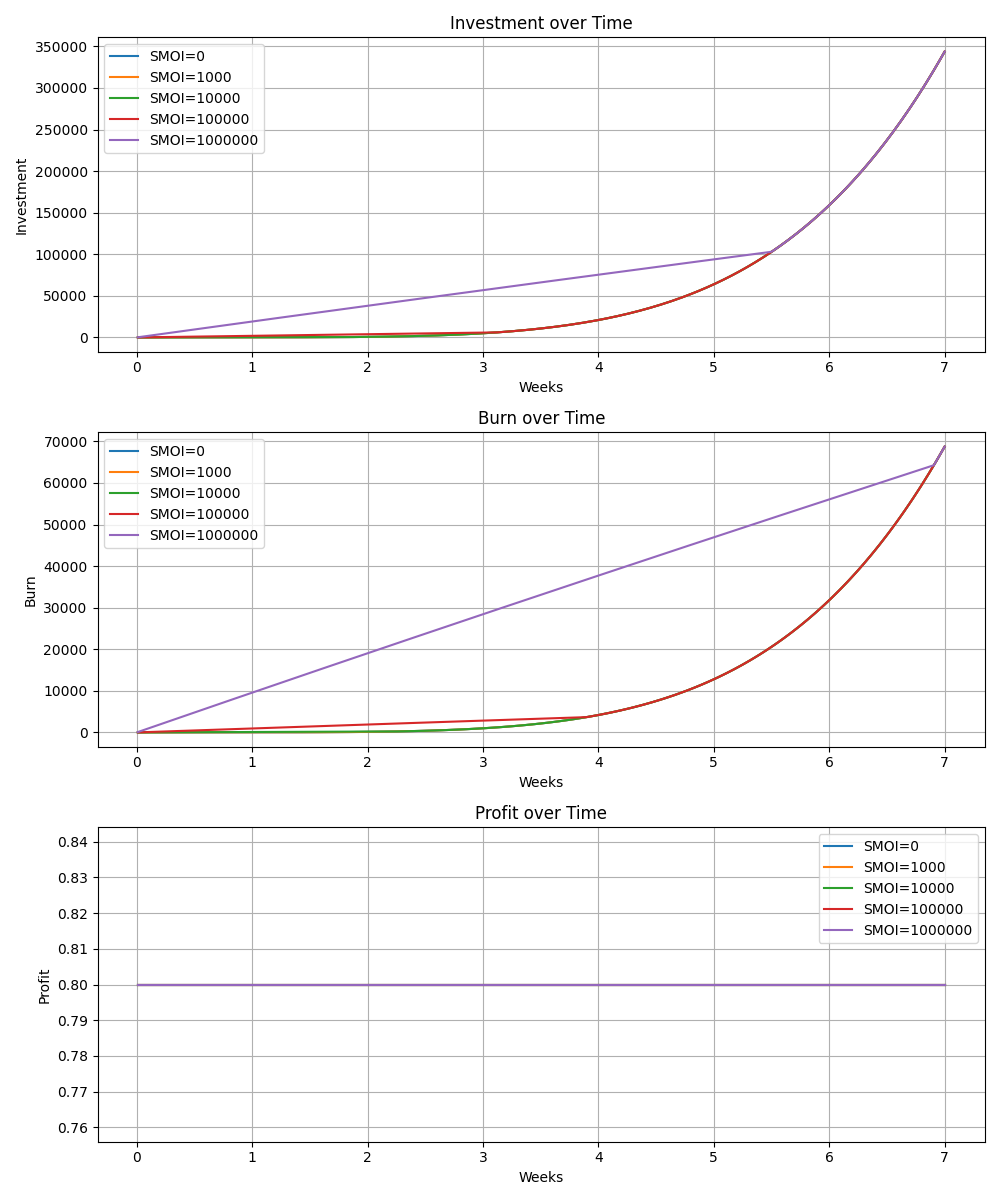 Investment over Time
350000
300000
250000
200000
150000
100000
50000
0
Investment
SMOI=0
SMOI=1000
SMOI=10000
SMOI=100000
SMOI=1000000
0 1 2 3 4 5 6 7
Weeks
Burn over Time
70000
60000
50000
40000
30000
20000
10000
0
Burn
SMOI=0
SMOI=1000
SMOI=10000
SMOI=100000
SMOI=1000000
0 1 2 3 4 5 6 7
Weeks
Profit over Time
0.84
0.83
0.82
0.81
0.80
0.79
0.78
0.77
0.76
Profit
SMOI=0
SMOI=1000
SMOI=10000
SMOI=100000
SMOI=1000000
0 1 2 3 4 5 6 7
Weeks